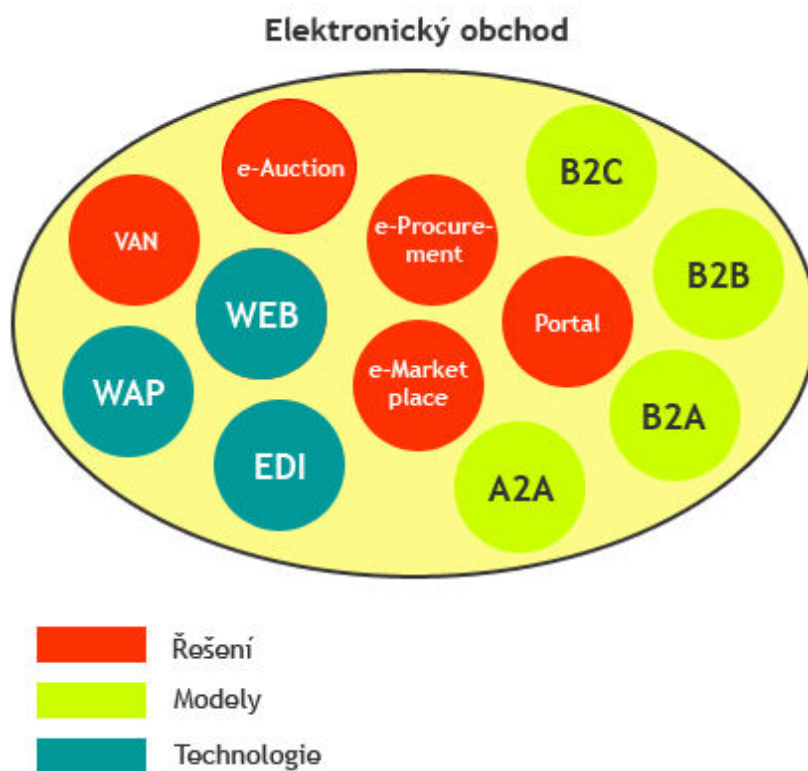 Elektronický obchod
e-Auction
B2C
VAN
e-Procure-
ment
B2B
WEB
Portal
WAP
e-Market
place
B2A
EDI
A2A
Řešení
Modely
Technologie